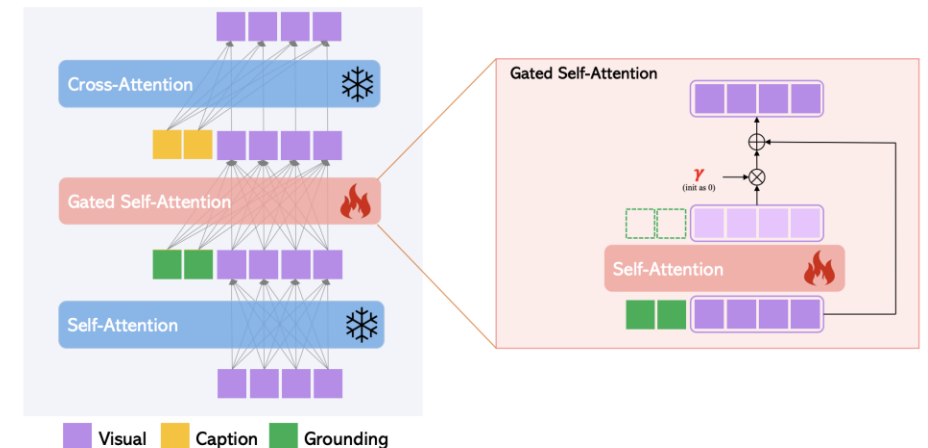 Cross-Attention
Gated Self-Attention
Self-Attention
Visual Caption Grounding
Gated Self-Attention
γ
(init as 0)
Self-Attention